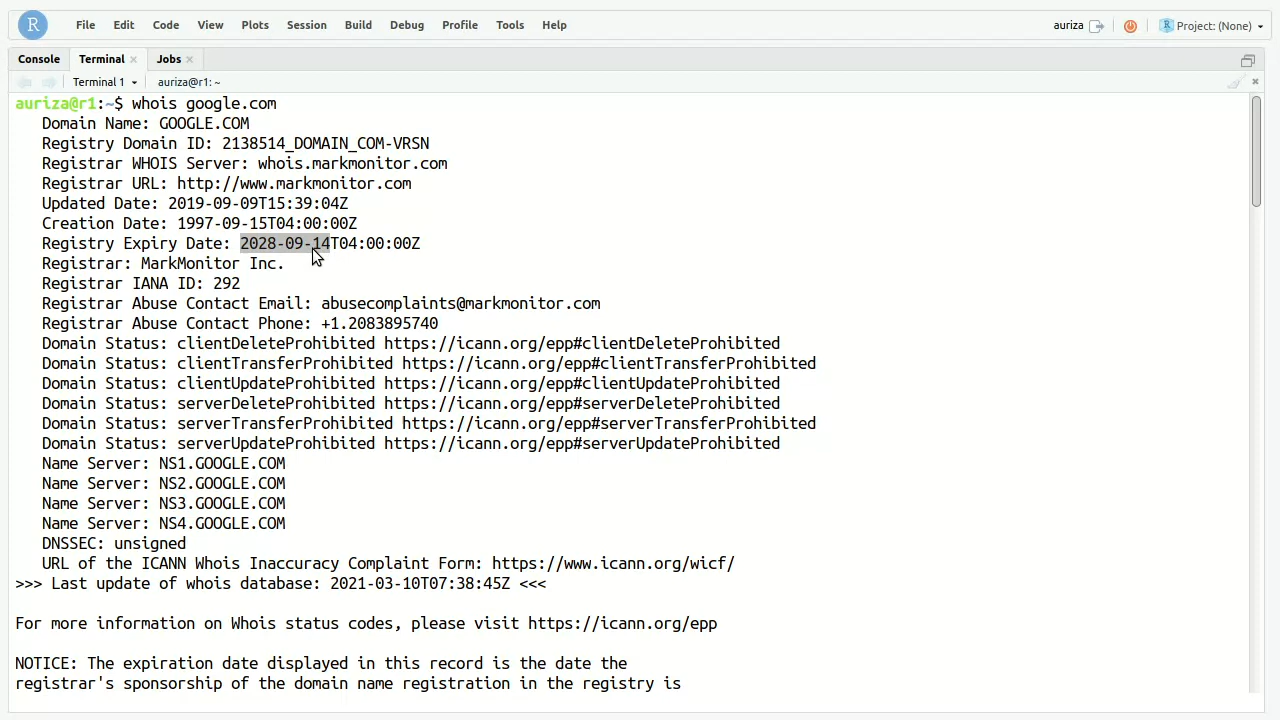 R File Edit Code View Plots Session Build Debug Profile Tools Help auriza Project: (None)
Console Terminal Jobs
Terminal 1 auriza@r1: ~
auriza@r1:~$ whois google.com
Domain Name: GOOGLE.COM
Registry Domain ID: 2138514_DOMAIN_COM-VRSN
Registrar WHOIS Server: whois.markmonitor.com
Registrar URL: http://www.markmonitor.com
Updated Date: 2019-09-09T15:39:04Z
Creation Date: 1997-09-15T04:00:00Z
Registry Expiry Date: 2028-09-14T04:00:00Z
Registrar: MarkMonitor Inc.
Registrar IANA ID: 292
Registrar Abuse Contact Email: abusecomplaints@markmonitor.com
Registrar Abuse Contact Phone: +1.2083895740
Domain Status: clientDeleteProhibited https://icann.org/epp#clientDeleteProhibited
Domain Status: clientTransferProhibited https://icann.org/epp#clientTransferProhibited
Domain Status: clientUpdateProhibited https://icann.org/epp#clientUpdateProhibited
Domain Status: serverDeleteProhibited https://icann.org/epp#serverDeleteProhibited
Domain Status: serverTransferProhibited https://icann.org/epp#serverTransferProhibited
Domain Status: serverUpdateProhibited https://icann.org/epp#serverUpdateProhibited
Name Server: NS1.GOOGLE.COM
Name Server: NS2.GOOGLE.COM
Name Server: NS3.GOOGLE.COM
Name Server: NS4.GOOGLE.COM
DNSSEC: unsigned
URL of the ICANN Whois Inaccuracy Complaint Form: https://www.icann.org/wicf/
>>> Last update of whois database: 2021-03-10T07:38:45Z <<<
For more information on Whois status codes, please visit https://icann.org/epp
NOTICE: The expiration date displayed in this record is the date the
registrar's sponsorship of the domain name registration in the registry is